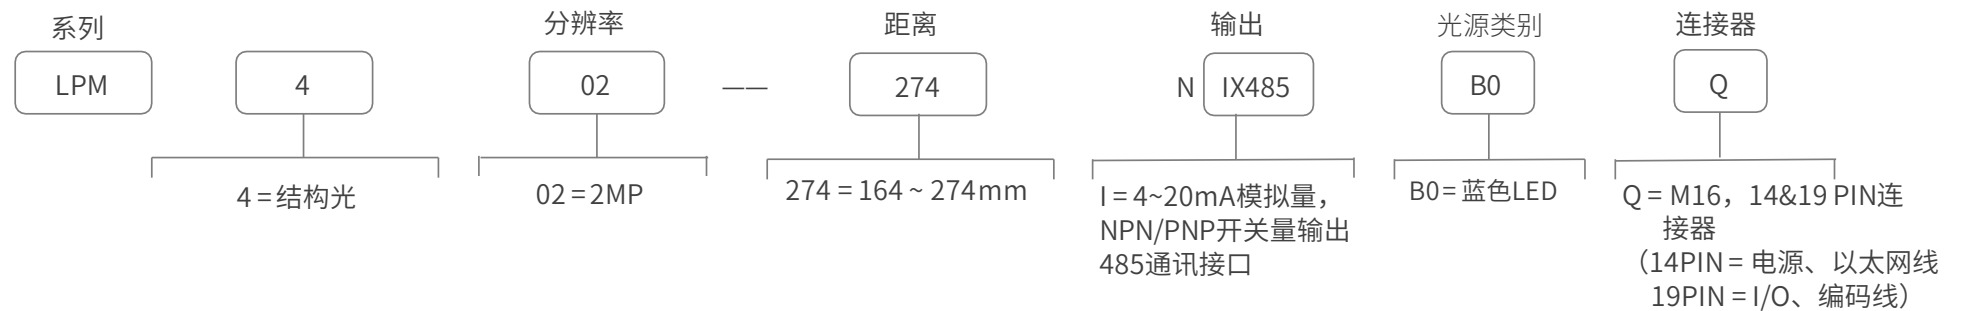 系列 分辨率 距离 输出 光源类别 连接器
LPM 4 02 —— 274 N IX485 B0 Q
4＝结构光
02＝2MP
274＝164 ~ 274mm
I = 4~20mA模拟量，
NPN/PNP开关量输出
485通讯接口
B0＝蓝色LED
Q = M16，14&19 PIN连
接器
（14PIN = 电源、以太网线
19PIN = I/O、编码线）